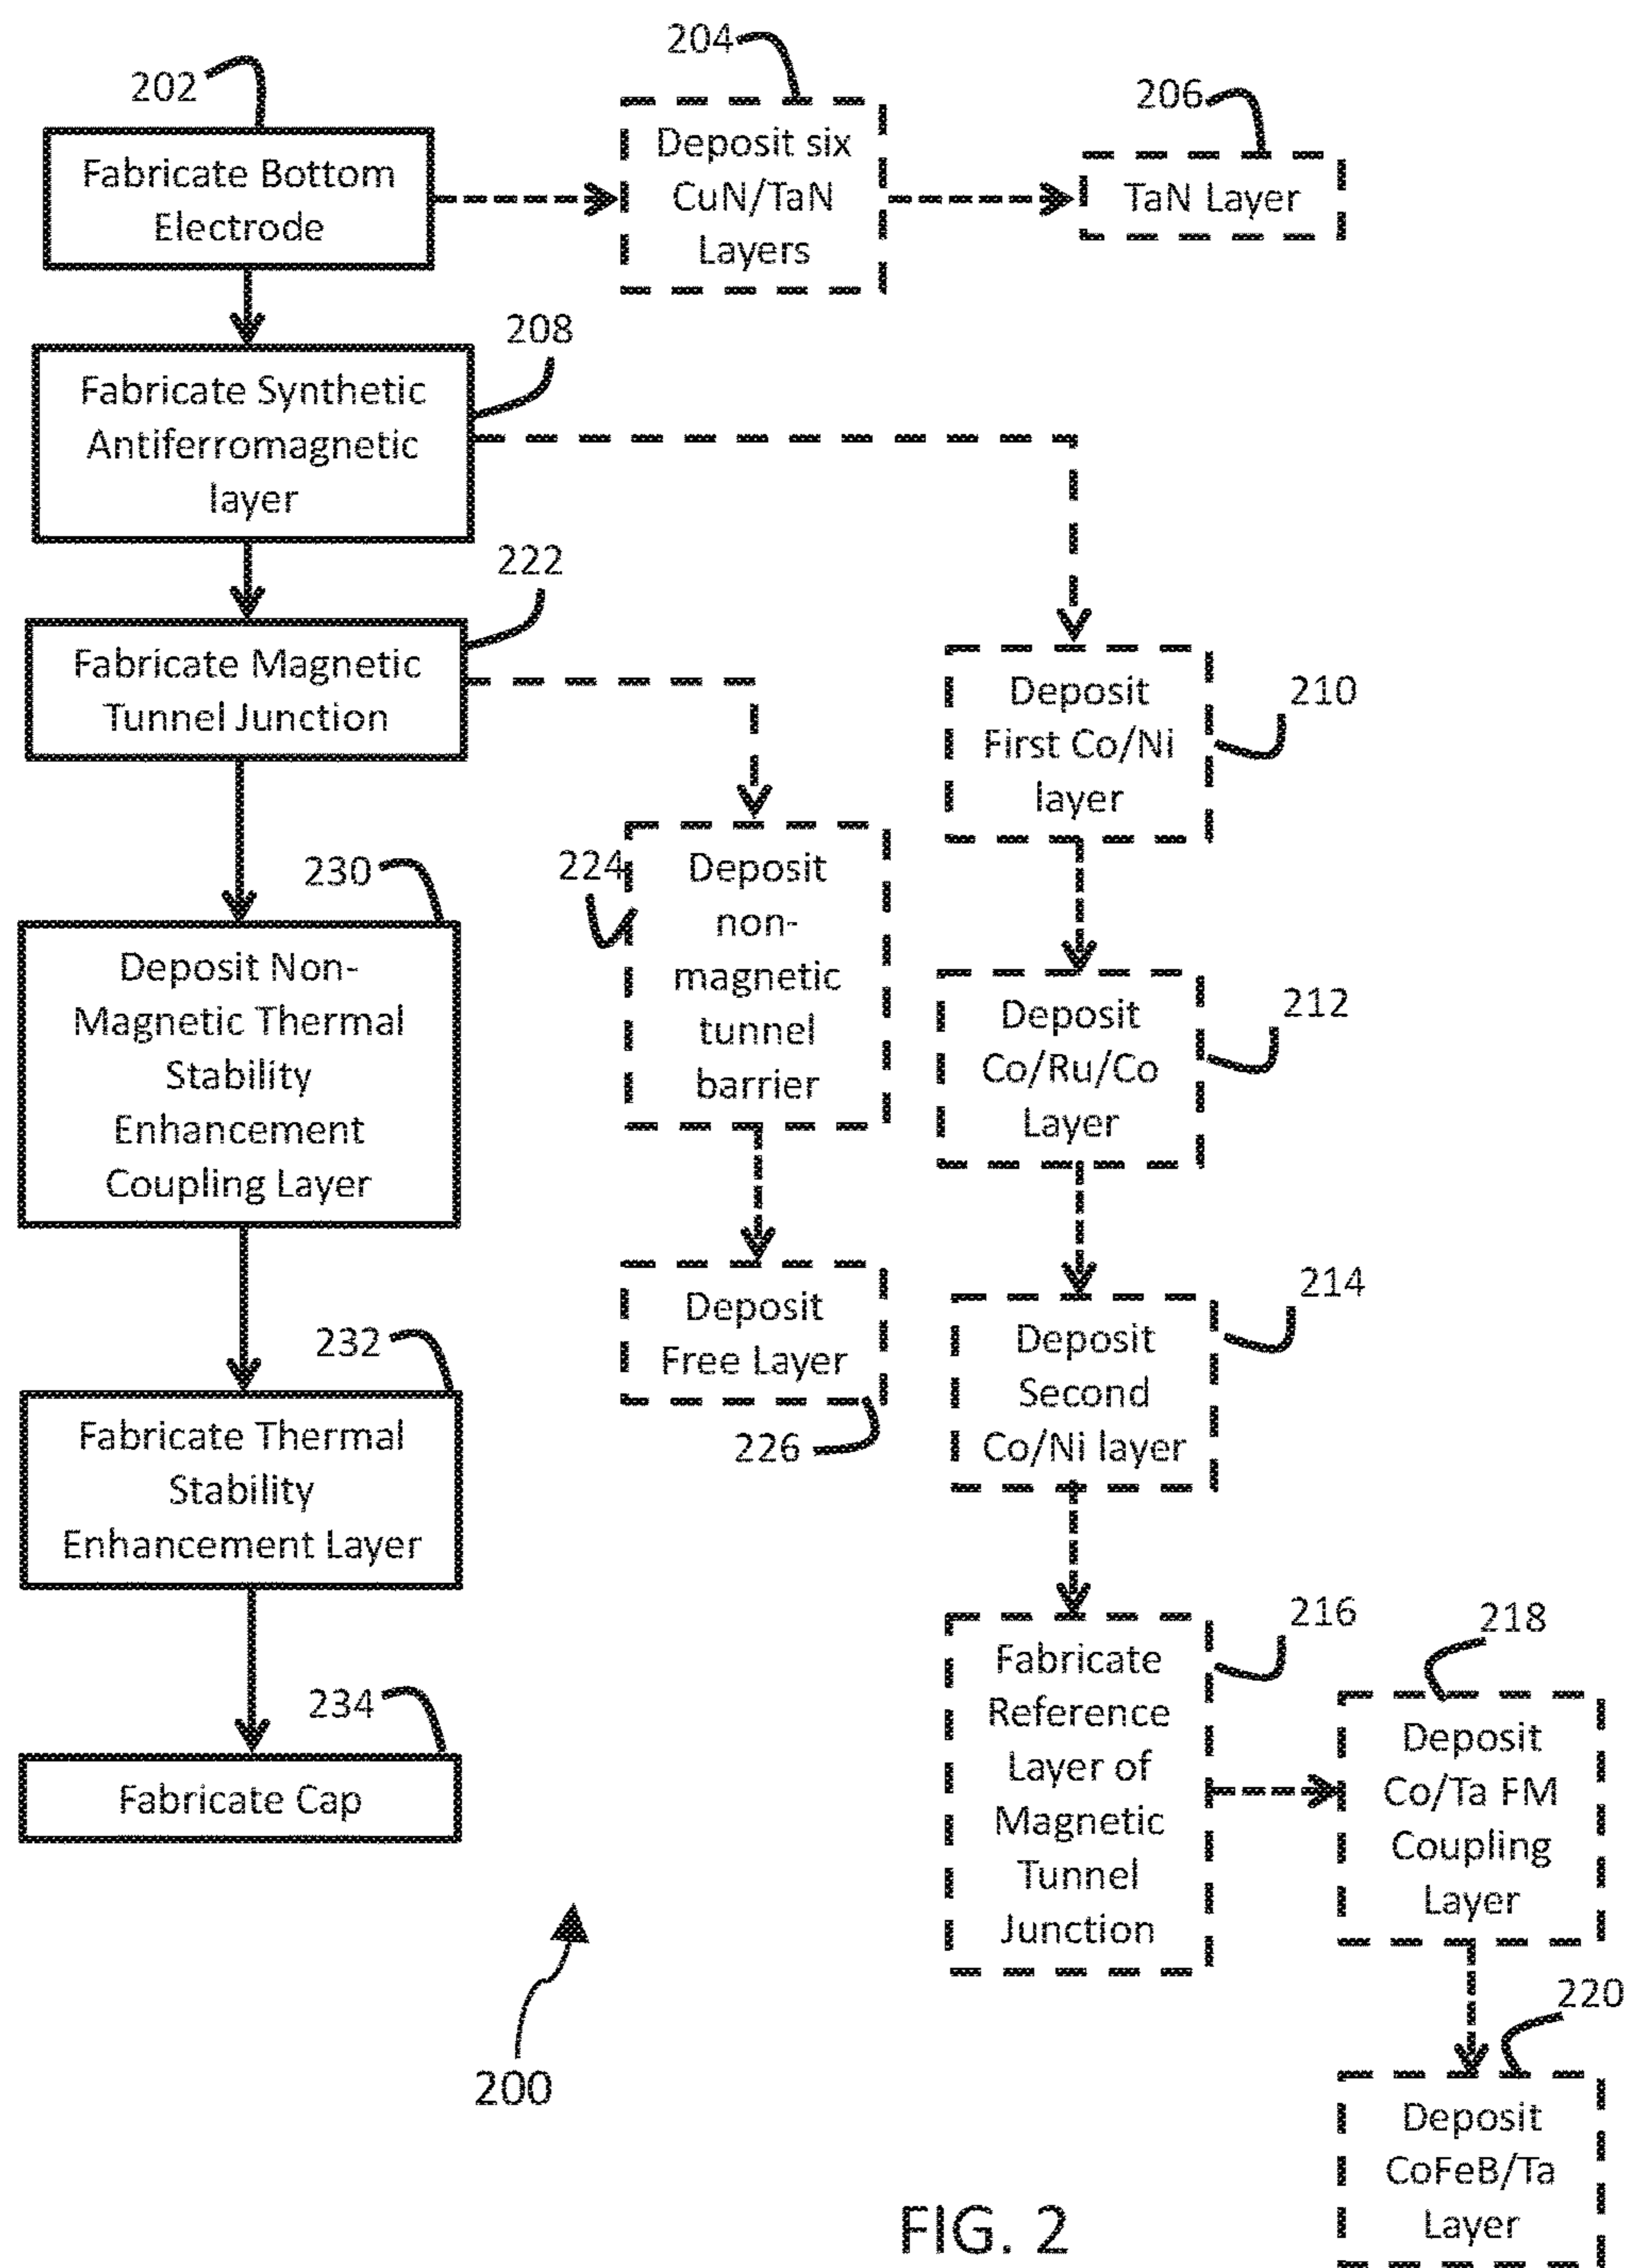 202
Fabricate Bottom
Electrode
204
Deposit six
CuN/TaN
Layers
206
TaN Layer
208
Fabricate Synthetic
Antiferromagnetic
layer
222
Fabricate Magnetic
Tunnel Junction
230
Deposit Non-
Magnetic Thermal
Stability
Enhancement
Coupling Layer
232
Fabricate Thermal
Stability
Enhancement Layer
234
Fabricate Cap
224
Deposit
non-
magnetic
tunnel
barrier
Deposit
Free Layer
226
Deposit
First Co/Ni
layer
210
Deposit
Co/Ru/Co
Layer
212
Deposit
Second
Co/Ni layer
214
Fabricate
Reference
Layer of
Magnetic
Tunnel
Junction
216
218
Deposit
Co/Ta FM
Coupling
Layer
220
Deposit
CoFeB/Ta
Layer
200
FIG. 2